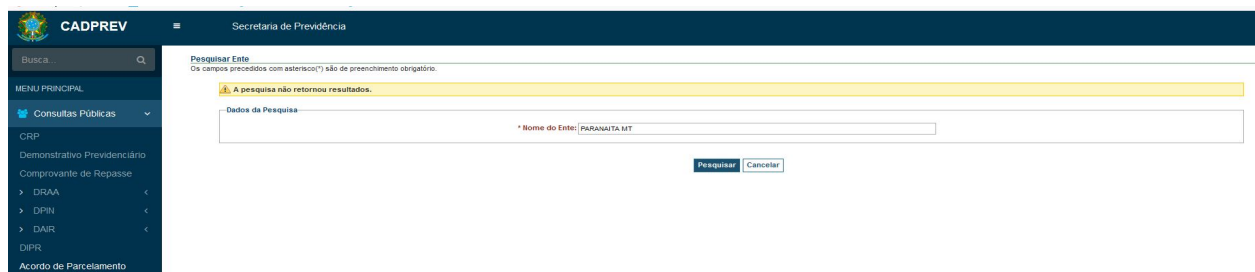 CADPREV
Secretaria de Previdência
Busca...
MENU PRINCIPAL
Consultas Públicas
CRP
Demonstrativo Previdenciário
Comprovante de Repasse
DRAA
DPIN
DAIR
DIPR
Acordo de Parcelamento
Pesquisar Ente
Os campos precedidos com asterisco(*) são de preenchimento obrigatório.
A pesquisa não retornou resultados.
Dados da Pesquisa
* Nome do Ente: PARANAITA MT
Pesquisar Cancelar